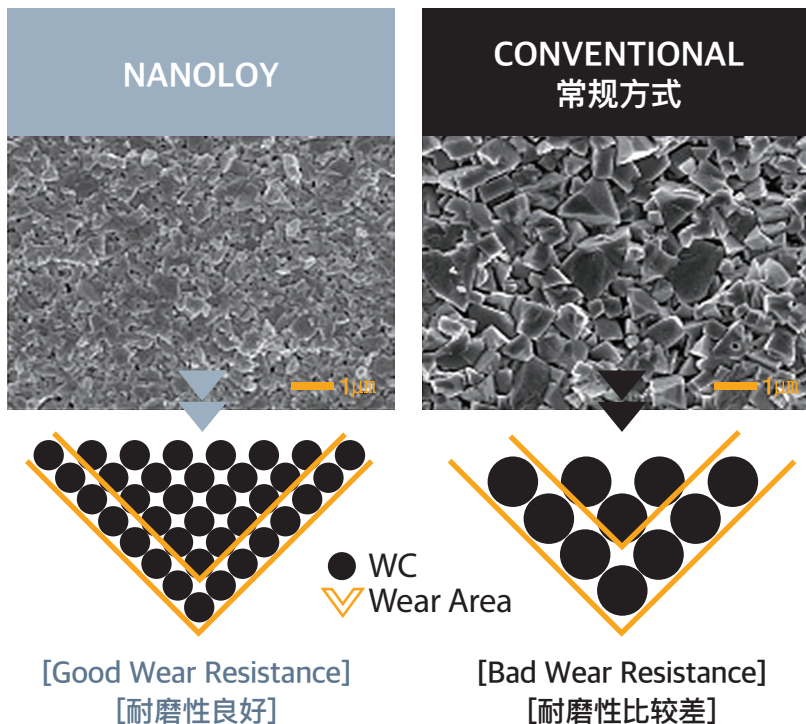 NANOLOY
CONVENTIONAL
常规方式
1㎛
1㎛
WC
Wear Area
[Good Wear Resistance]
[耐磨性良好]
[Bad Wear Resistance]
[耐磨性比较差]